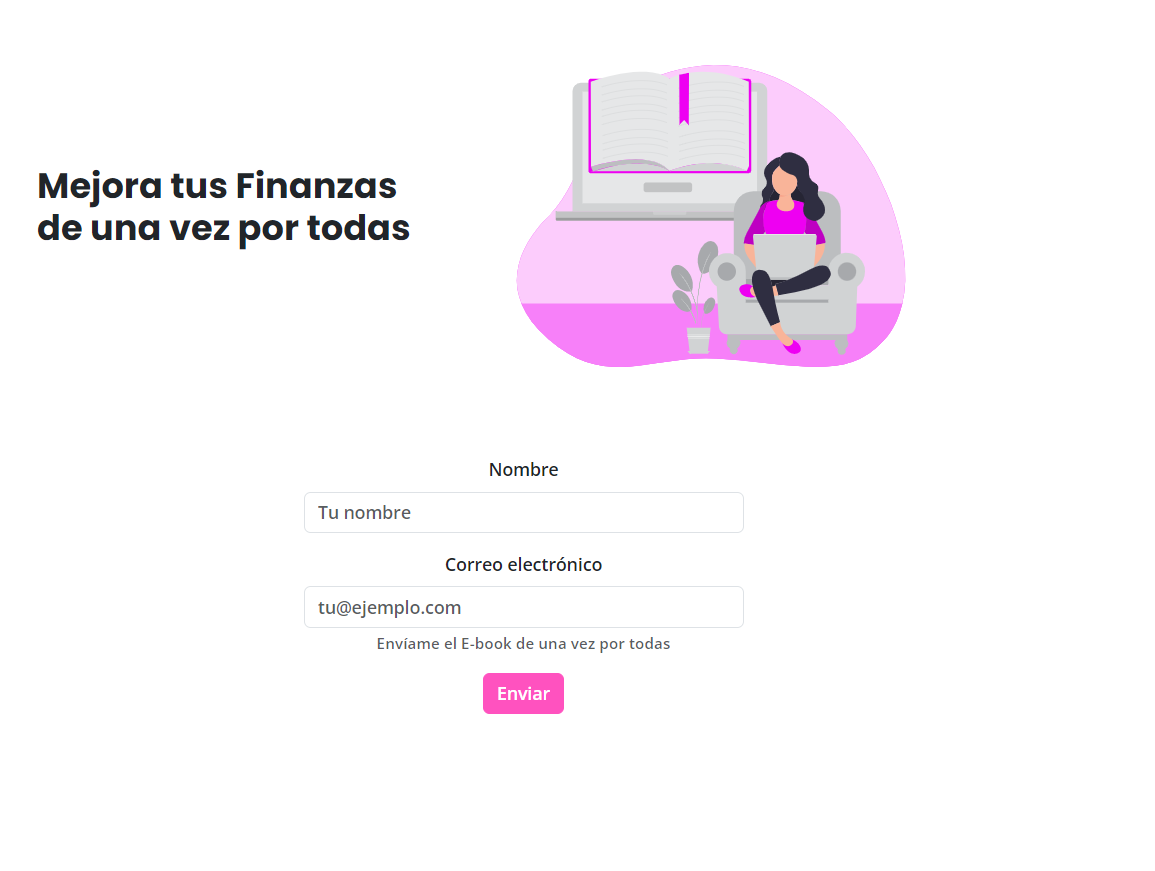 Mejora tus Finanzas
de una vez por todas
Nombre
Tu nombre
Correo electrónico
tu@ejemplo.com
Envíame el E-book de una vez por todas
Enviar